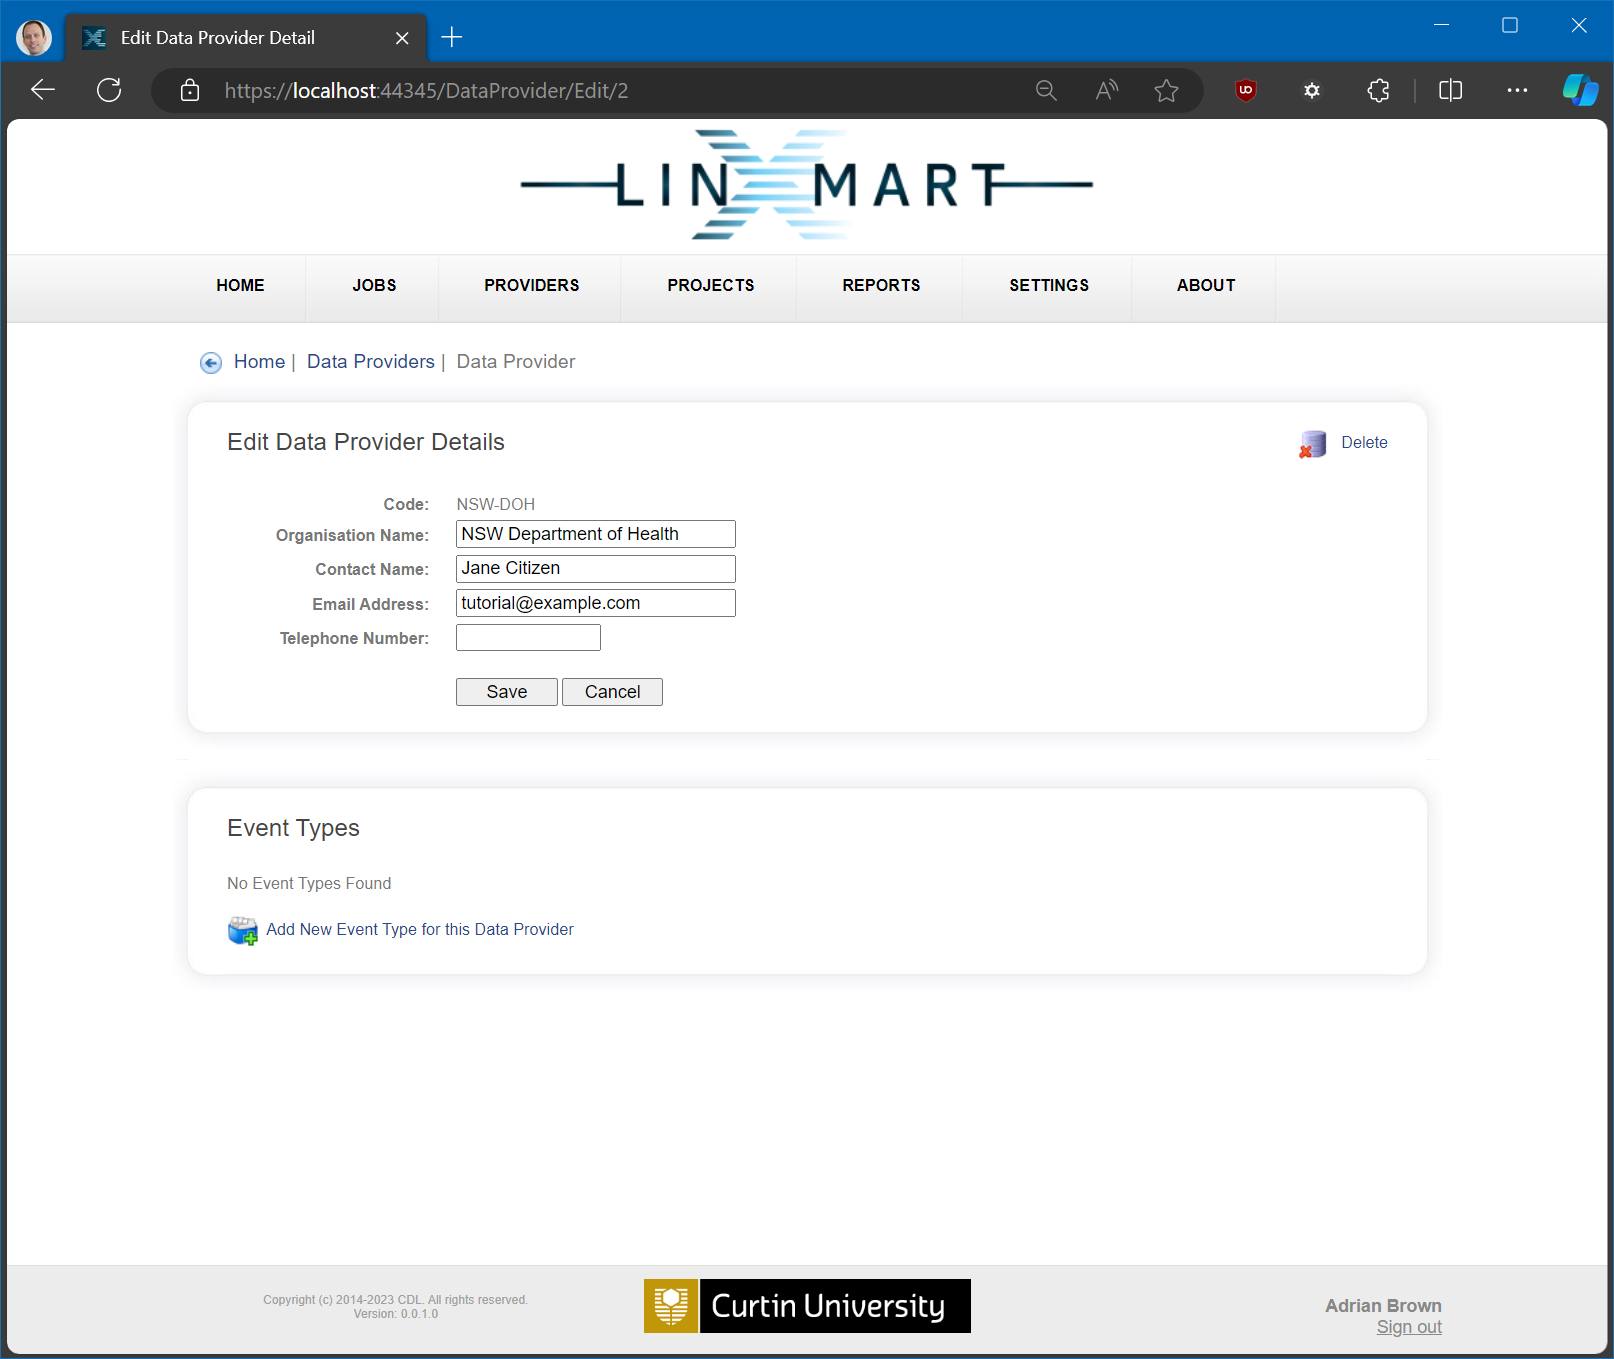 Edit Data Provider Detail
https://localhost:44345/DataProvider/Edit/2
LINXMART
HOME JOBS PROVIDERS PROJECTS REPORTS SETTINGS ABOUT
Home | Data Providers | Data Provider
Edit Data Provider Details
Delete
Code: NSW-DOH
Organisation Name: NSW Department of Health
Contact Name: Jane Citizen
Email Address: tutorial@example.com
Telephone Number:
Save Cancel
Event Types
No Event Types Found
Add New Event Type for this Data Provider
Copyright (c) 2014-2023 CDL. All rights reserved.
Version: 0.0.1.0
Curtin University
Adrian Brown
Sign out